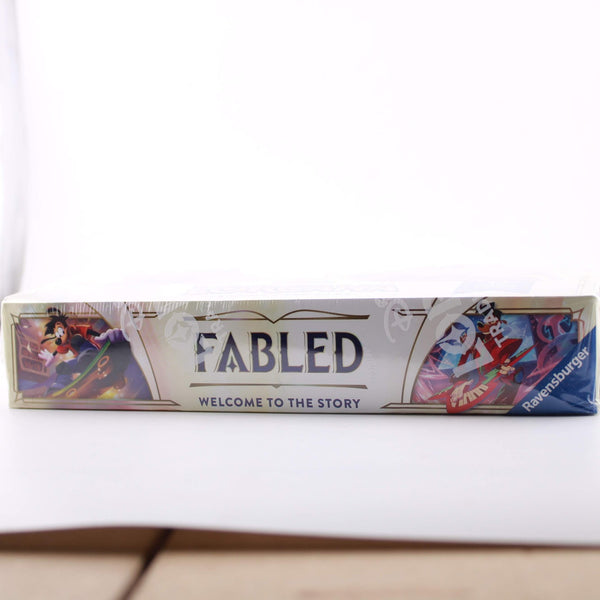 FABLED
WELCOME TO THE STORY
Ravensburger